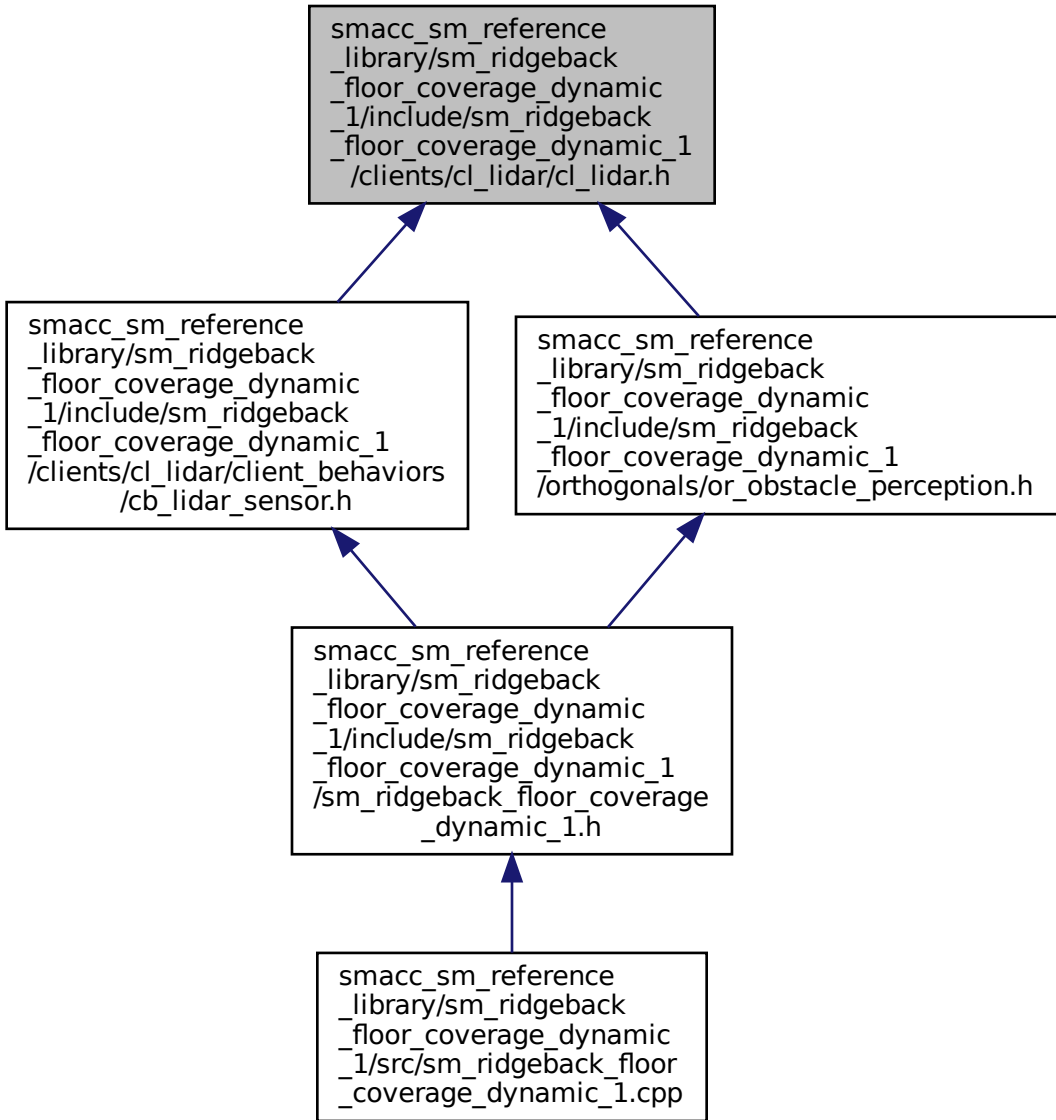 smacc_sm_reference
_library/sm_ridgeback
_floor_coverage_dynamic
_1/include/sm_ridgeback
_floor_coverage_dynamic_1
/clients/cl_lidar/cl_lidar.h
smacc_sm_reference
_library/sm_ridgeback
_floor_coverage_dynamic
_1/include/sm_ridgeback
_floor_coverage_dynamic_1
/clients/cl_lidar/client_behaviors
/cb_lidar_sensor.h
smacc_sm_reference
_library/sm_ridgeback
_floor_coverage_dynamic
_1/include/sm_ridgeback
_floor_coverage_dynamic_1
/orthogonals/or_obstacle_perception.h
smacc_sm_reference
_library/sm_ridgeback
_floor_coverage_dynamic
_1/include/sm_ridgeback
_floor_coverage_dynamic_1
/sm_ridgeback_floor_coverage
_dynamic_1.h
smacc_sm_reference
_library/sm_ridgeback
_floor_coverage_dynamic
_1/src/sm_ridgeback_floor
_coverage_dynamic_1.cpp